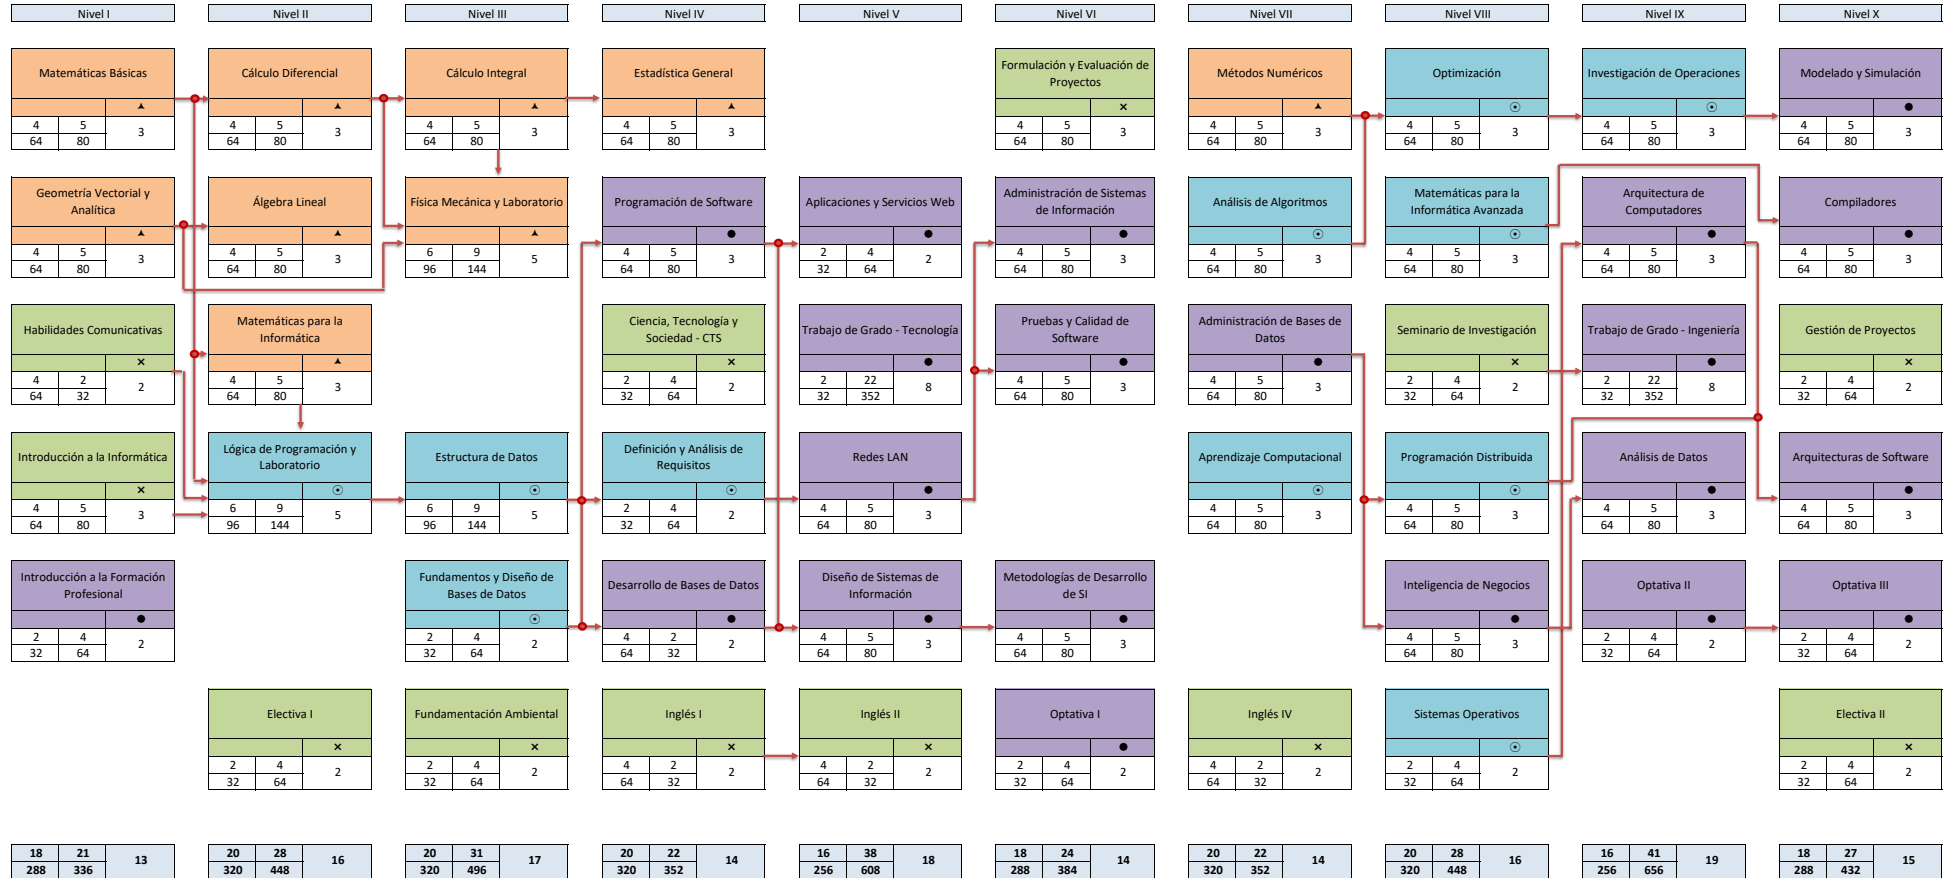 Nivel I
Nivel II
Nivel III
Nivel IV
Nivel V
Nivel VI
Nivel VII
Nivel VIII
Nivel IX
Nivel X
Matemáticas Básicas
4 5 3
64 80
Cálculo Diferencial
4 5 3
64 80
Cálculo Integral
4 5 3
64 80
Estadística General
4 5 3
64 80
Formulación y Evaluación de
Proyectos
×
4 5 3
64 80
Métodos Numéricos
4 5 3
64 80
Optimización
4 5 3
64 80
Investigación de Operaciones
4 5 3
64 80
Modelado y Simulación
4 5 3
64 80
Geometría Vectorial y
Analítica
4 5 3
64 80
Álgebra Lineal
4 5 3
64 80
Física Mecánica y Laboratorio
6 9 5
96 144
Programación de Software
4 5 3
64 80
Aplicaciones y Servicios Web
2 4 2
32 64
Administración de Sistemas
de Información
4 5 3
64 80
Análisis de Algoritmos
4 5 3
64 80
Matemáticas para la
Informática Avanzada
4 5 3
64 80
Arquitectura de
Computadores
4 5 3
64 80
Compiladores
4 5 3
64 80
Habilidades Comunicativas
×
4 2 2
64 32
Matemáticas para la
Informática
4 5 3
64 80
Ciencia, Tecnología y
Sociedad - CTS
×
2 4 2
32 64
Trabajo de Grado - Tecnología
2 22 8
32 352
Pruebas y Calidad de
Software
4 5 3
64 80
Administración de Bases de
Datos
4 5 3
64 80
Seminario de Investigación
×
2 4 2
32 64
Trabajo de Grado - Ingeniería
2 22 8
32 352
Gestión de Proyectos
×
2 4 2
32 64
Introducción a la Informática
×
4 5 3
64 80
Lógica de Programación y
Laboratorio
6 9 5
96 144
Estructura de Datos
6 9 5
96 144
Definición y Análisis de
Requisitos
2 4 2
32 64
Redes LAN
4 5 3
64 80
Aprendizaje Computacional
4 5 3
64 80
Programación Distribuida
4 5 3
64 80
Análisis de Datos
4 5 3
64 80
Arquitecturas de Software
4 5 3
64 80
Introducción a la Formación
Profesional
2 4 2
32 64
Fundamentos y Diseño de
Bases de Datos
2 4 2
32 64
Desarrollo de Bases de Datos
4 2 2
64 32
Diseño de Sistemas de
Información
4 5 3
64 80
Metodologías de Desarrollo
de SI
4 5 3
64 80
Inteligencia de Negocios
4 5 3
64 80
Optativa II
2 4 2
32 64
Optativa III
2 4 2
32 64
Electiva I
×
2 4 2
32 64
Fundamentación Ambiental
×
2 4 2
32 64
Inglés I
×
4 2 2
64 32
Inglés II
×
4 2 2
64 32
Optativa I
2 4 2
32 64
Inglés IV
×
4 2 2
64 32
Sistemas Operativos
2 4 2
32 64
Electiva II
×
2 4 2
32 64
18 21 13
288 336
20 28 16
320 448
20 31 17
320 496
20 22 14
320 352
16 38 18
256 608
18 24 14
288 384
20 22 14
320 352
20 28 16
320 448
16 41 19
256 656
18 27 15
288 432